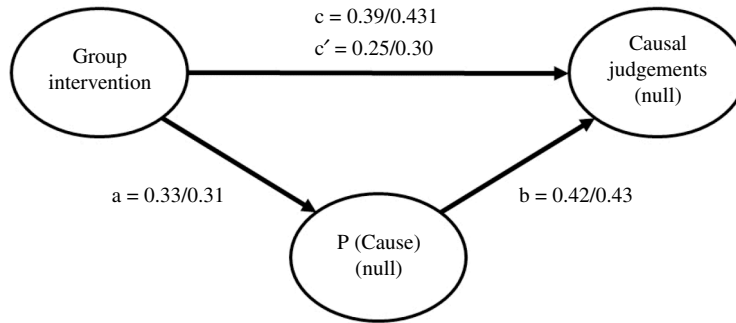 c = 0.39/0.431
c′ = 0.25/0.30
Group
intervention
Causal
judgements
(null)
a = 0.33/0.31
b = 0.42/0.43
P (Cause)
(null)